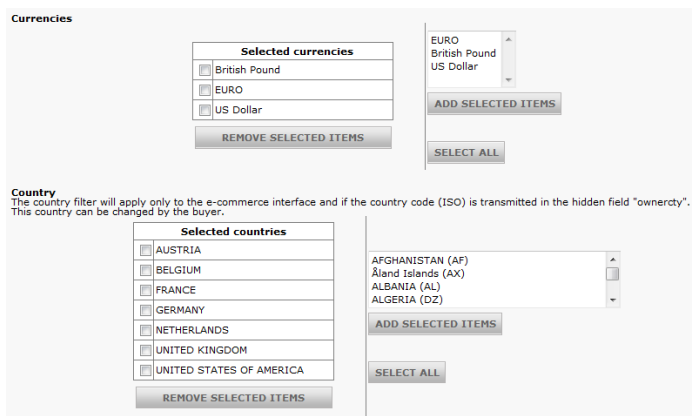 Currencies
Selected currencies
British Pound
EURO
US Dollar
REMOVE SELECTED ITEMS
EURO
British Pound
US Dollar
ADD SELECTED ITEMS
SELECT ALL
Country
The country filter will apply only to the e-commerce interface and if the country code (ISO) is transmitted in the hidden field "ownercty".
This country can be changed by the buyer.
Selected countries
AUSTRIA
BELGIUM
FRANCE
GERMANY
NETHERLANDS
UNITED KINGDOM
UNITED STATES OF AMERICA
REMOVE SELECTED ITEMS
AFGHANISTAN (AF)
Åland Islands (AX)
ALBANIA (AL)
ALGERIA (DZ)
ADD SELECTED ITEMS
SELECT ALL